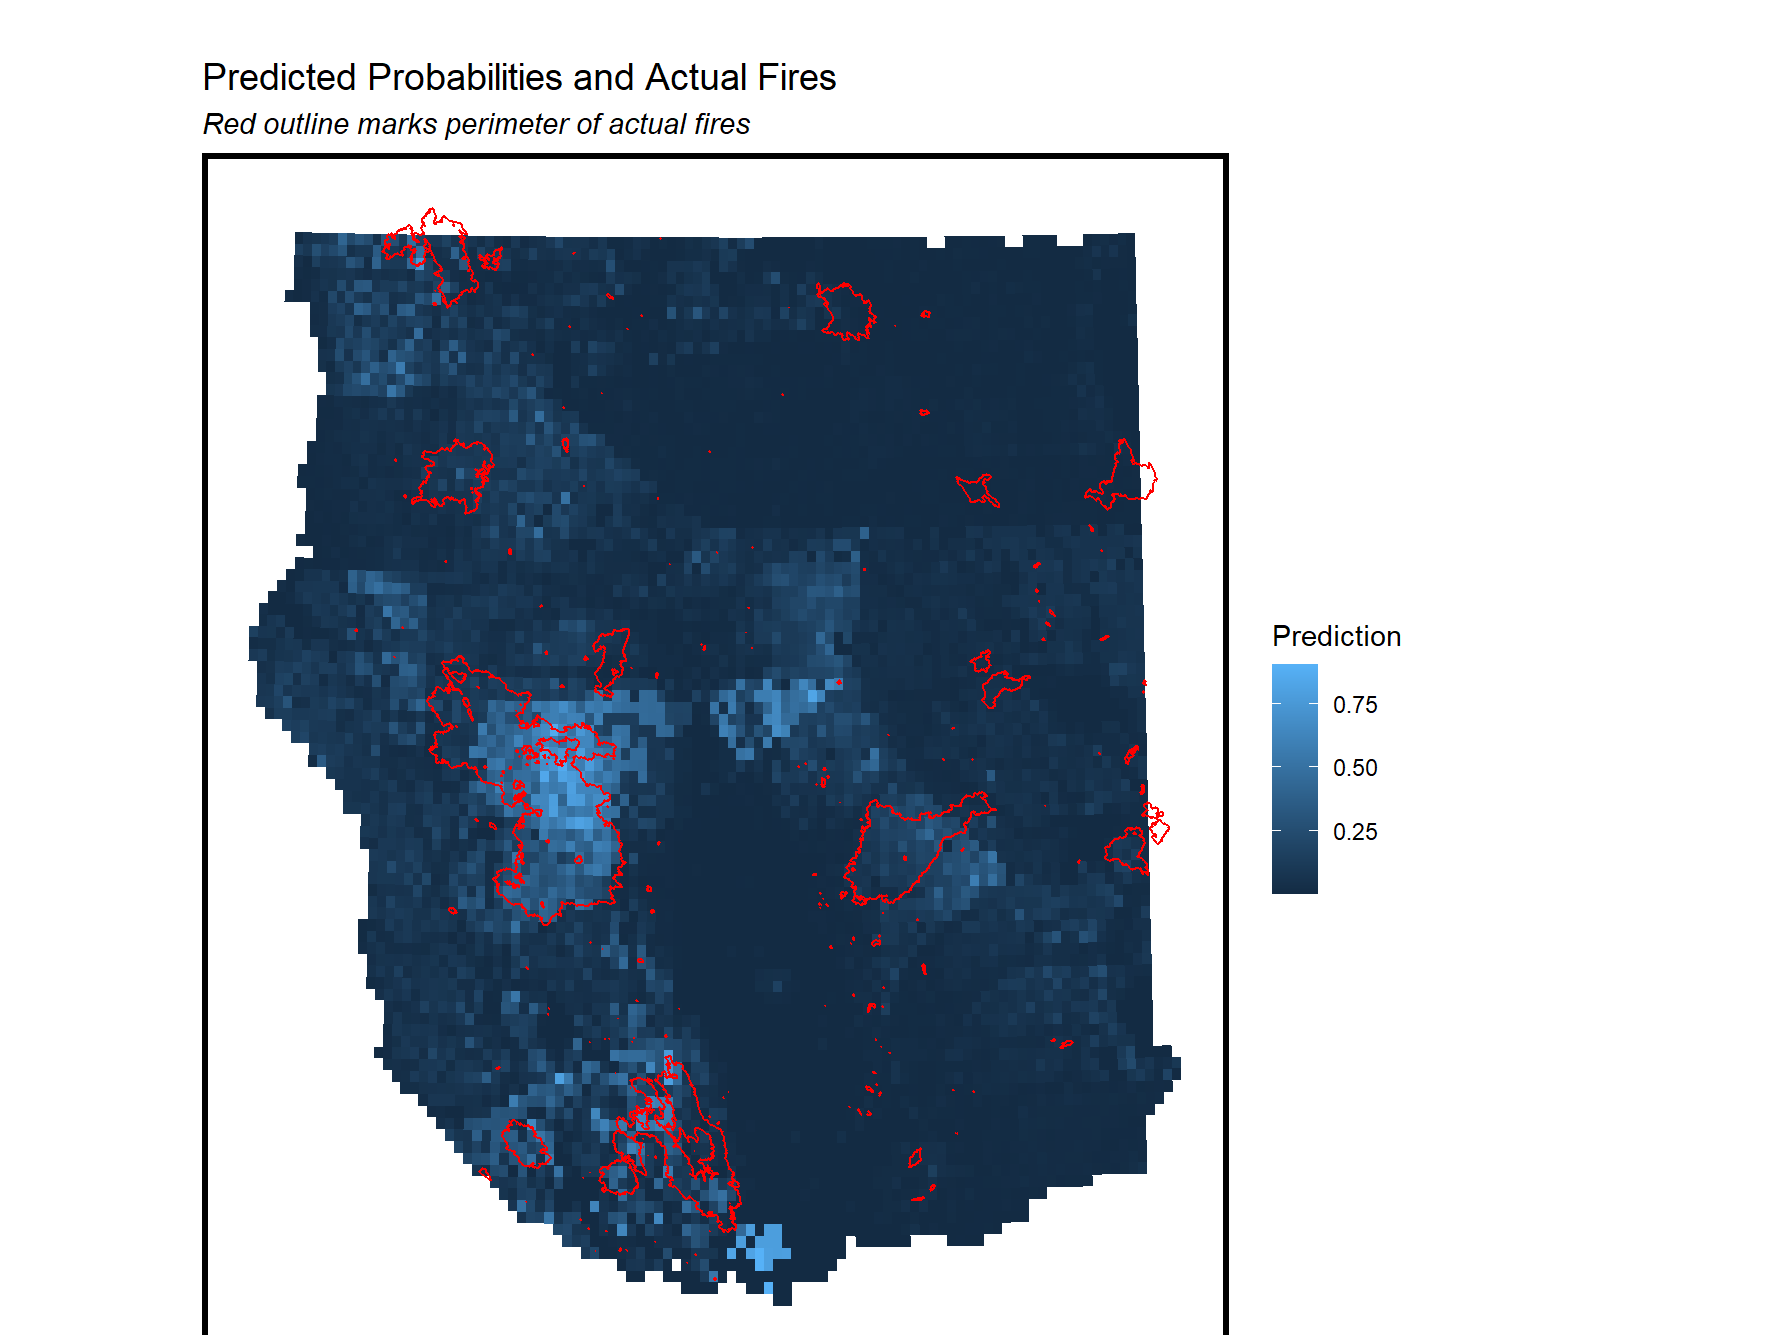 Predicted Probabilities and Actual Fires
Red outline marks perimeter of actual fires
Prediction
0.75
0.50
0.25